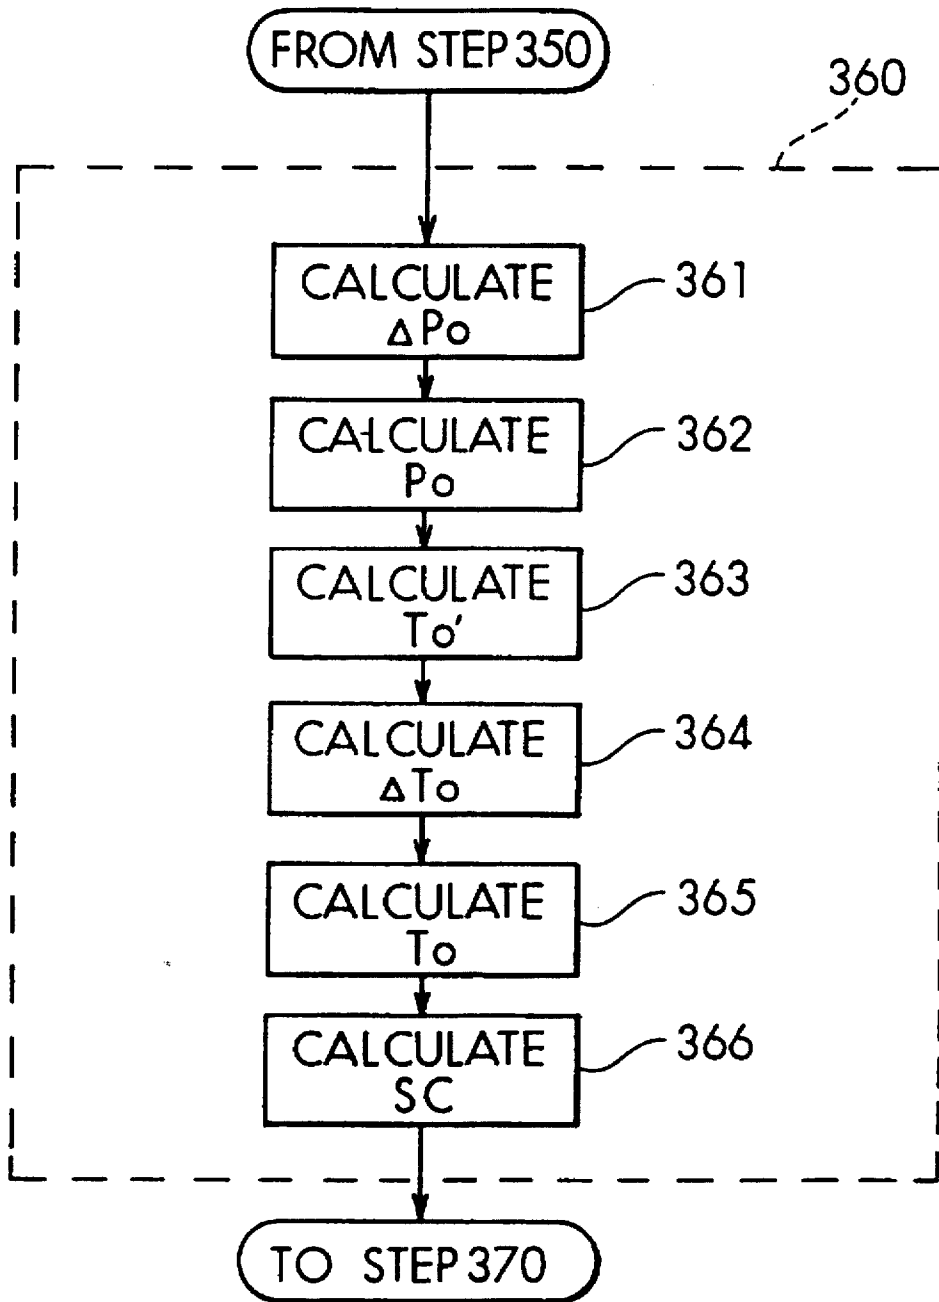 FROM STEP 350
360
CALCULATE
ΔPo
361
CALCULATE
Po
362
CALCULATE
To'
363
CALCULATE
ΔTo
364
CALCULATE
To
365
CALCULATE
SC
366
TO STEP 370